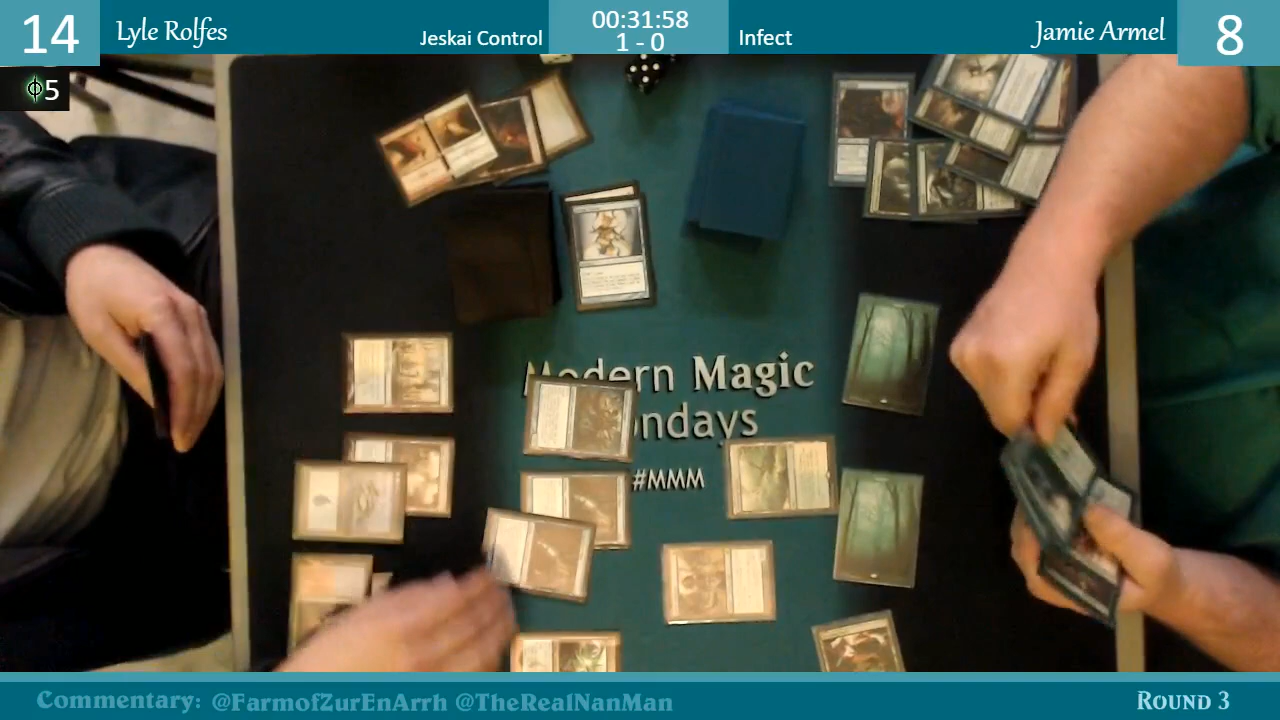 14
Lyle Rolfes
Jeskai Control
00:31:58
1 - 0
Infect
Jamie Armel
8
5
Modern Magic
Mondays
#MMM
Commentary: @FarmofZurEnArrh @TheRealNanMan
ROUND 3